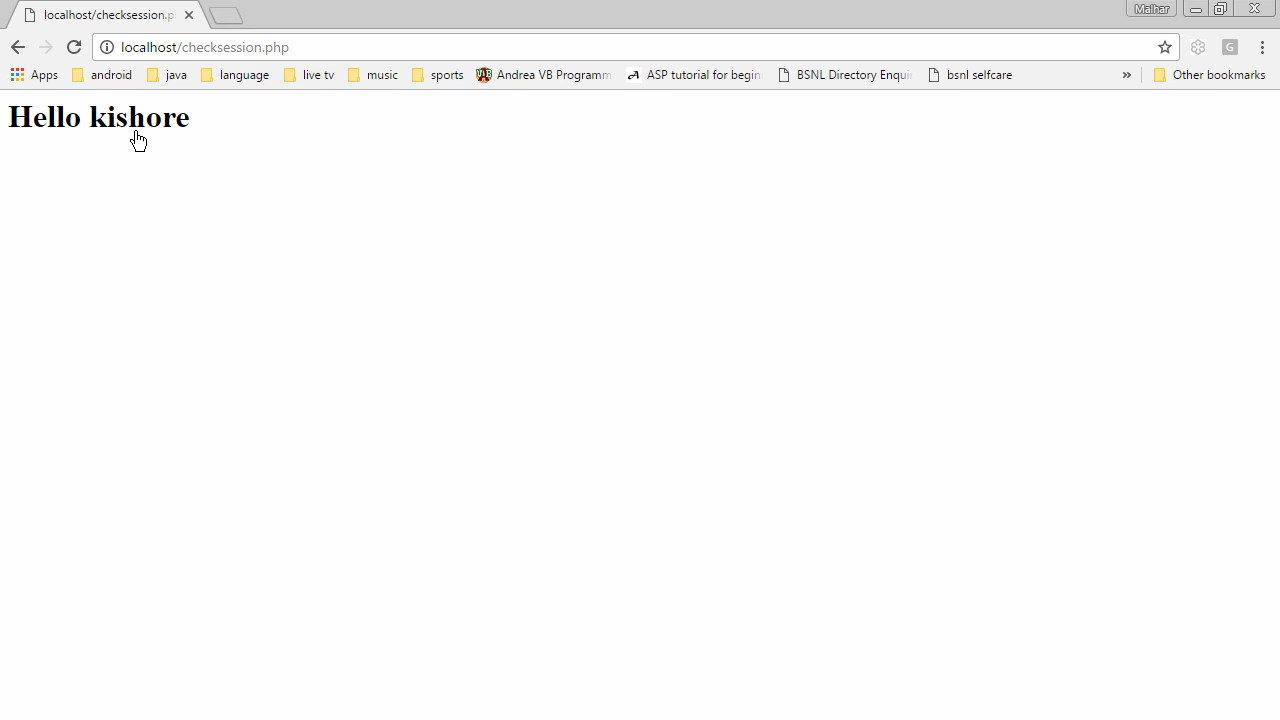 localhost/checksession.p
Malhar
localhost/checksession.php
G
Apps android java language live tv music sports Andrea VB Programm ASP tutorial for begin BSNL Directory Enqui bsnl selfcare » Other bookmarks
Hello kishore